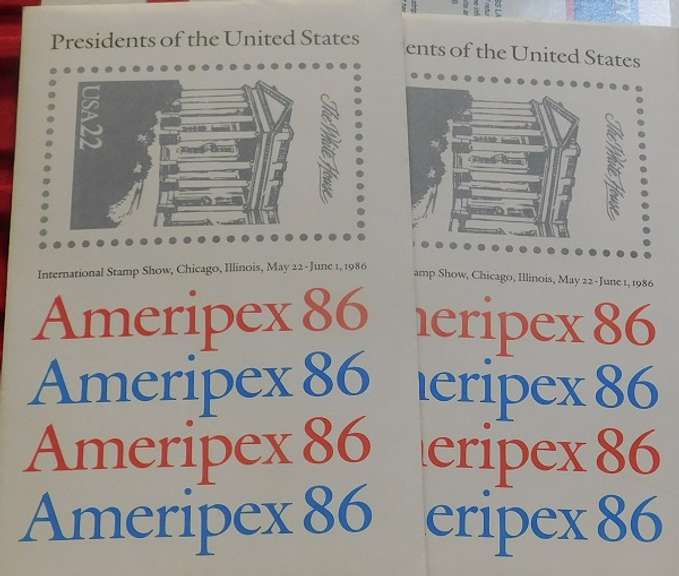 Presidents of the United States
USA22
The White House
International Stamp Show, Chicago, Illinois, May 22-June 1, 1986
Ameripex 86
Ameripex 86
Ameripex 86
Ameripex 86
ents of the United States
The White House
amp Show, Chicago, Illinois, May 22-June 1, 1986
neripex 86
neripex 86
eripex 86
eripex 86